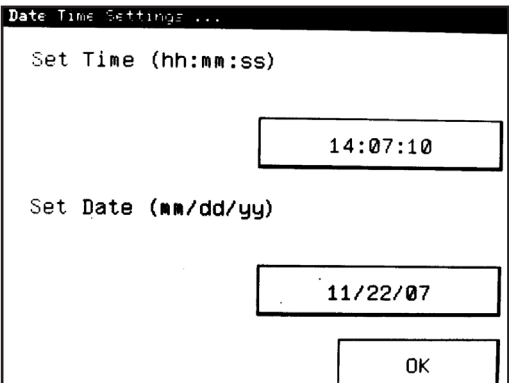 Date Time Settings ...
Set Time (hh:mm:ss)
14:07:10
Set Date (mm/dd/yy)
11/22/07
OK